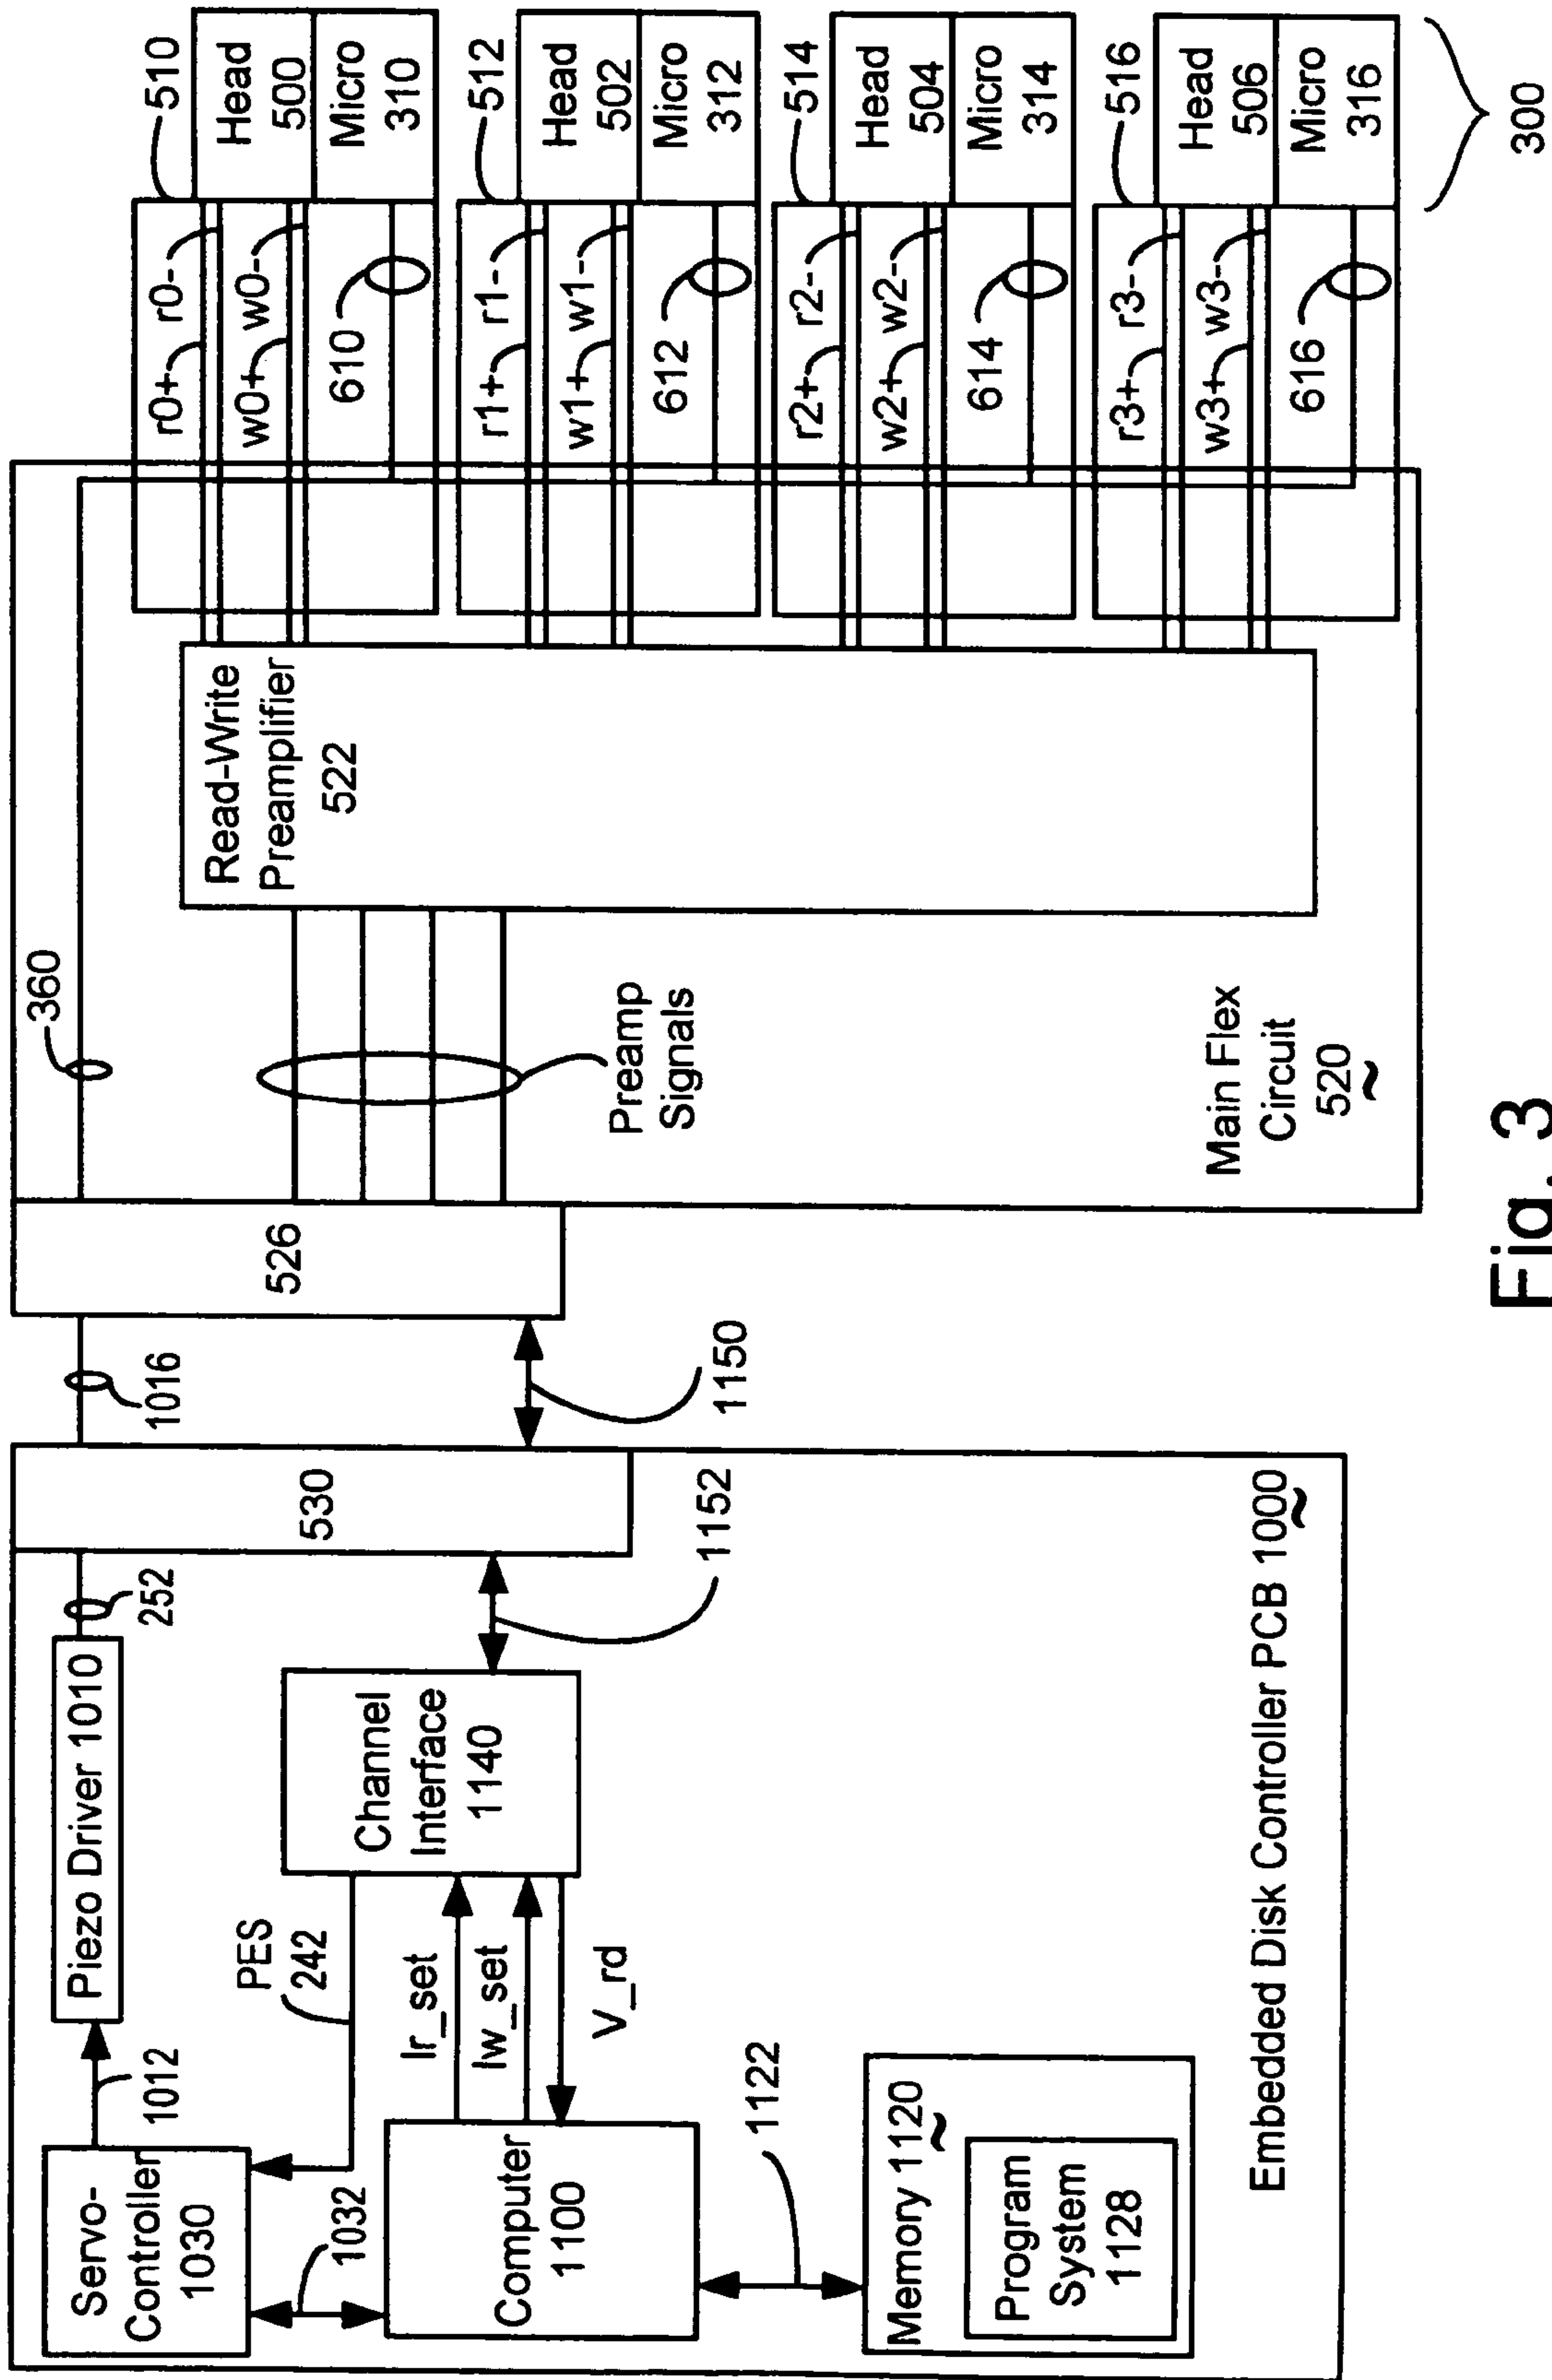 Servo-
Controller
1030
1012
Piezo Driver 1010
252
530
1016
526
360
1032
PES
242
Channel
Interface
1140
1152
1150
Ir_set
Iw_set
V_rd
Computer
1100
1122
Memory 1120
Program
System
1128
Embedded Disk Controller PCB 1000
Preamp
Signals
Read-Write
Preamplifier
522
Main Flex
Circuit
520
r0+
r0-
510
w0+
w0-
Head
500
610
Micro
310
r1+
r1-
512
w1+
w1-
Head
502
612
Micro
312
r2+
r2-
514
w2+
w2-
Head
504
614
Micro
314
r3+
r3-
516
w3+
w3-
Head
506
616
Micro
316
300
Fig. 3